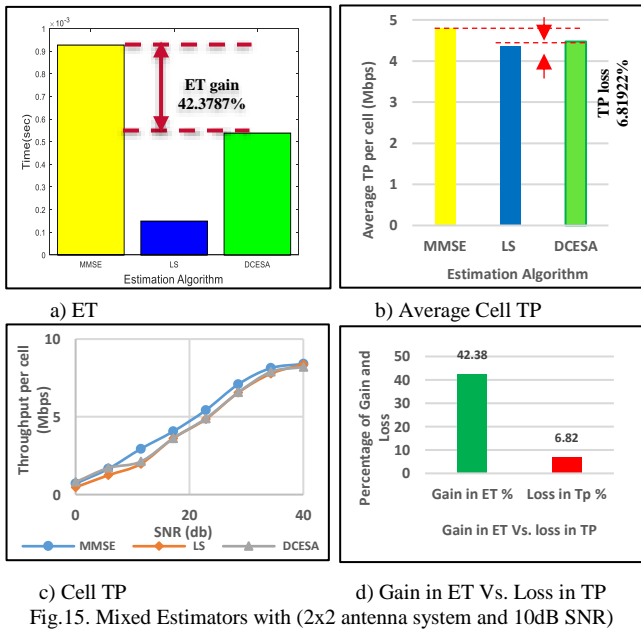 ×10⁻³
1
0.9
0.8
0.7
0.6
0.5
0.4
0.3
0.2
0.1
0
Time(sec)
ET gain
42.3787%
MMSE LS DCESA
Estimation Algorithm
a) ET
5
4
3
2
1
0
Average TP per cell (Mbps)
TP loss
6.81922%
MMSE LS DCESA
Estimation Algorithm
b) Average Cell TP
10
5
0
Throughput per cell
(Mbps)
0 20 40
SNR (db)
MMSE LS DCESA
c) Cell TP
50
40
30
20
10
0
Percentage of Gain and
Loss
42.38
6.82
Gain in ET % Loss in Tp %
Gain in ET Vs. loss in TP
d) Gain in ET Vs. Loss in TP
Fig.15. Mixed Estimators with (2x2 antenna system and 10dB SNR)